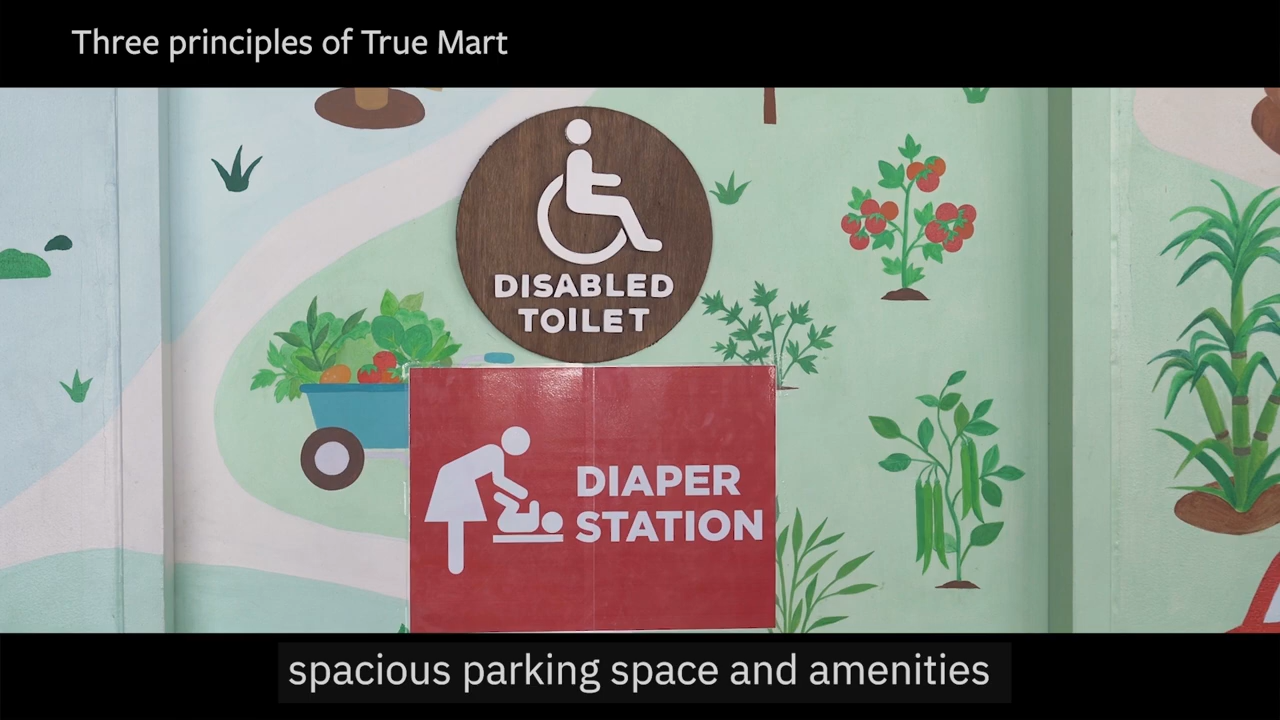 Three principles of True Mart
DISABLED
TOILET
DIAPER
STATION
spacious parking space and amenities